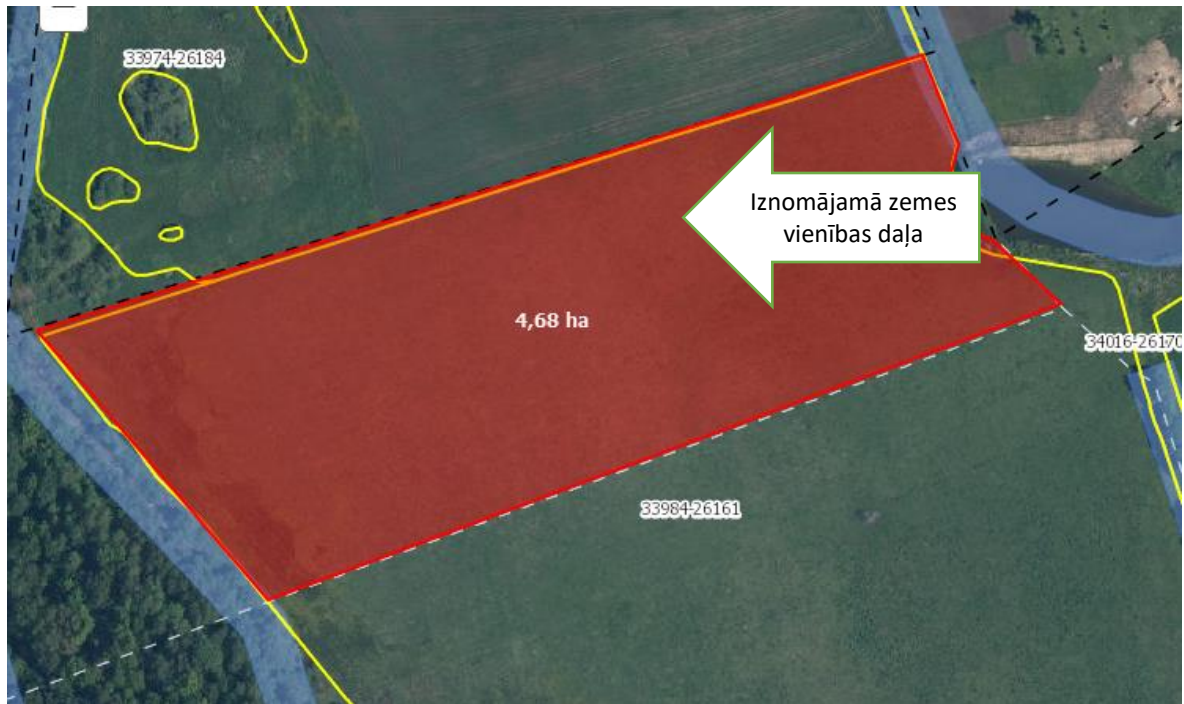 33974-26184
Iznomājamā zemes
vienības daļa
4,68 ha
34016-26170
33984-26161